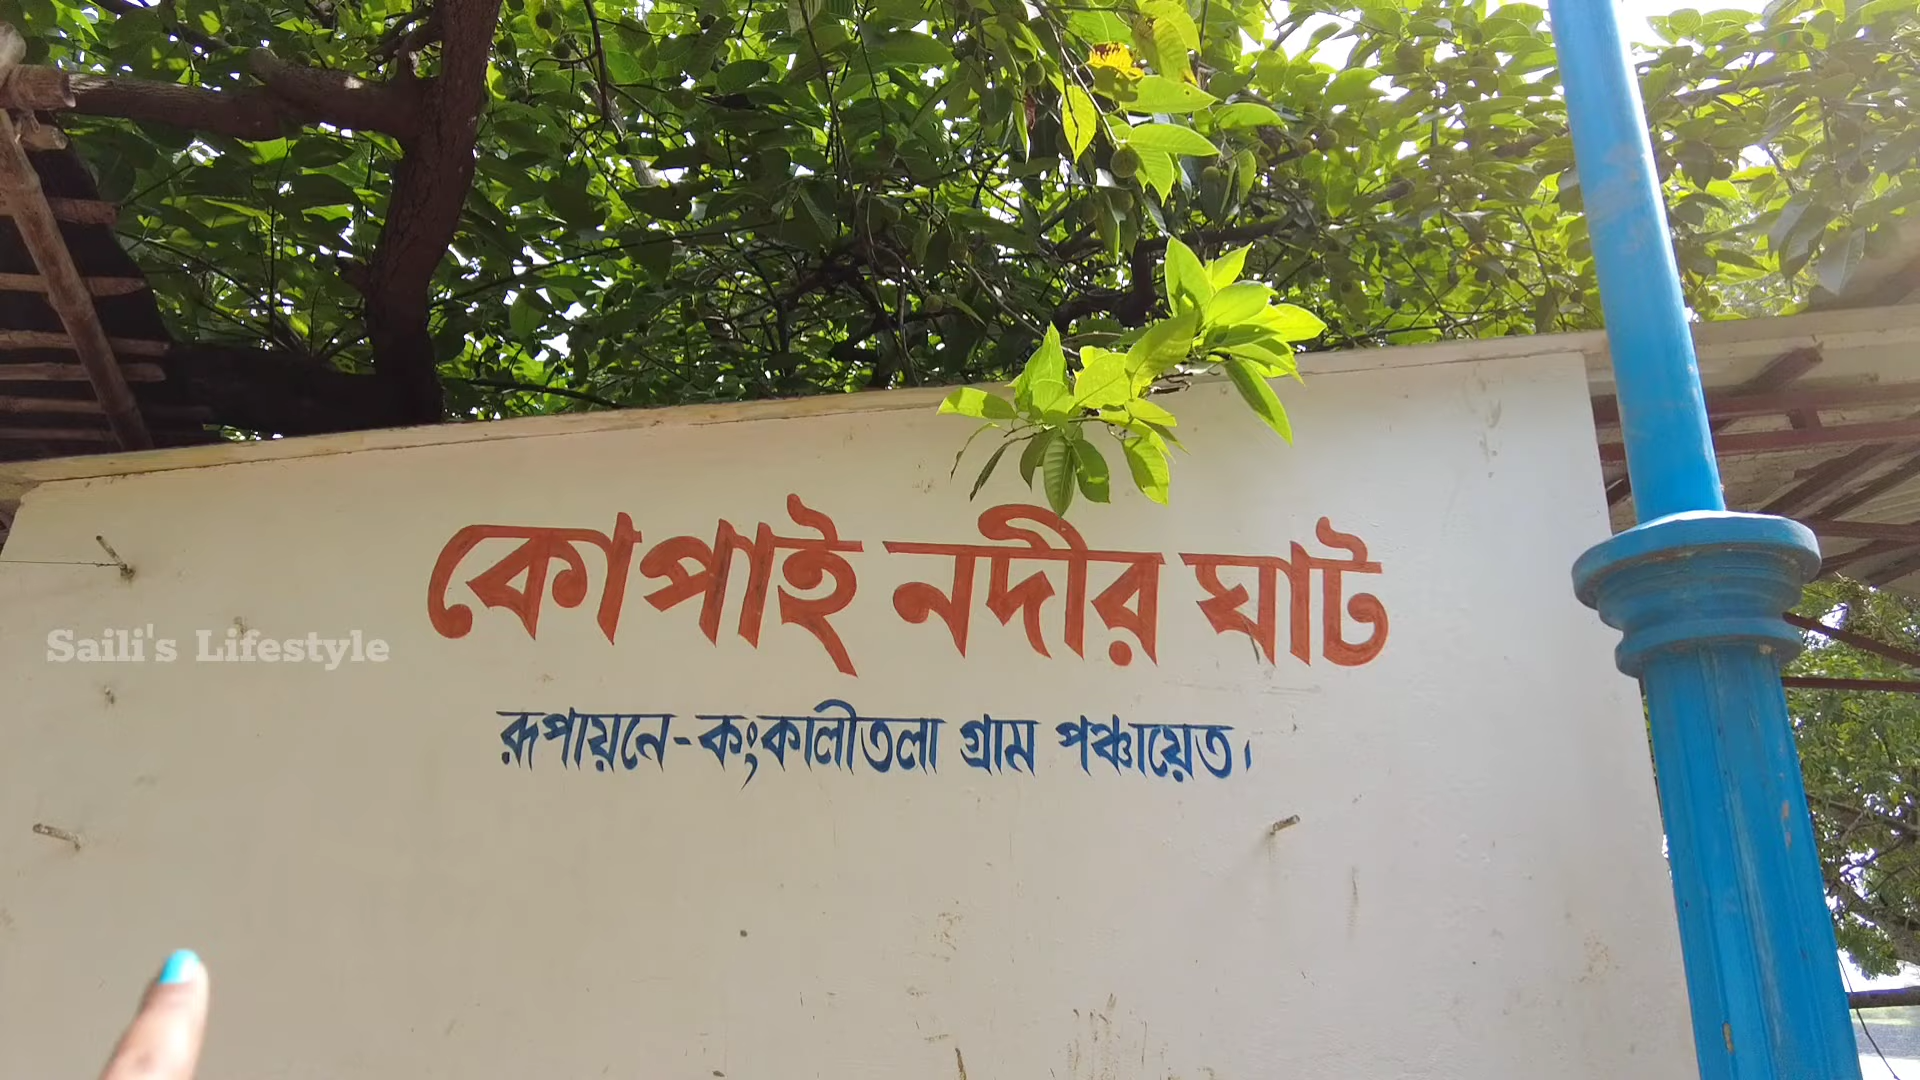 কোপাই নদীর ঘাট
রূপায়নে-কংকালীতলা গ্রাম পঞ্চায়েত।
Saili's Lifestyle